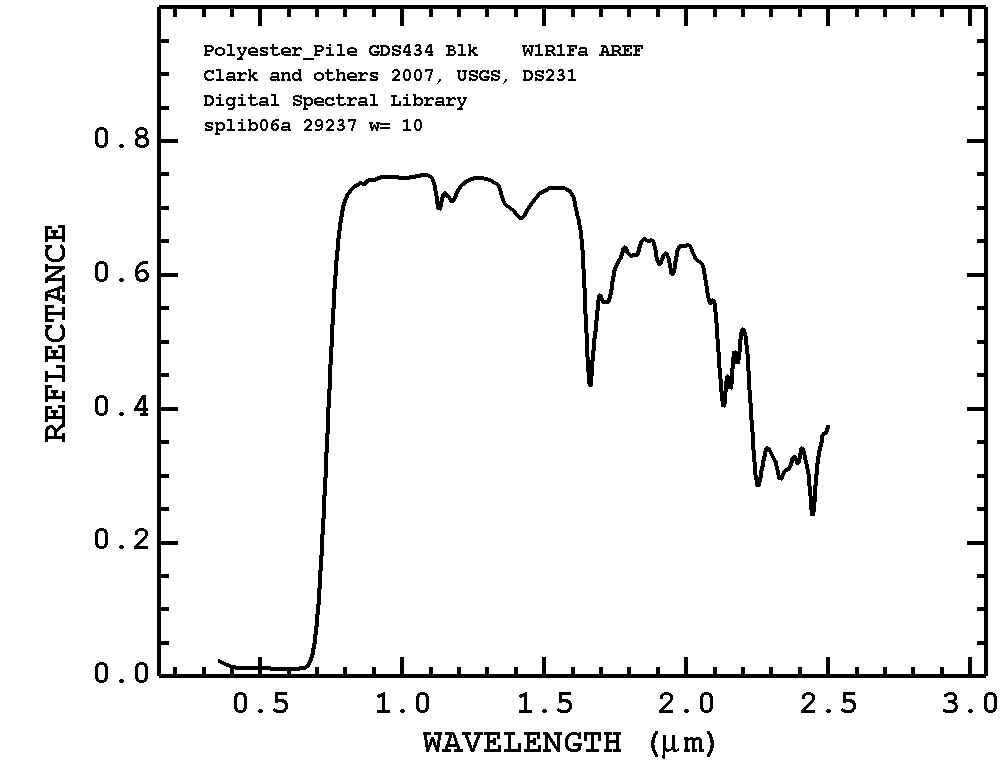 Polyester_Pile GDS434 Blk    W1R1Fa AREF
Clark and others 2007, USGS, DS231
Digital Spectral Library
splib06a 29237 w= 10
0.8
0.6
0.4
0.2
0.0
REFLECTANCE
0.5 1.0 1.5 2.0 2.5 3.0
WAVELENGTH (μm)